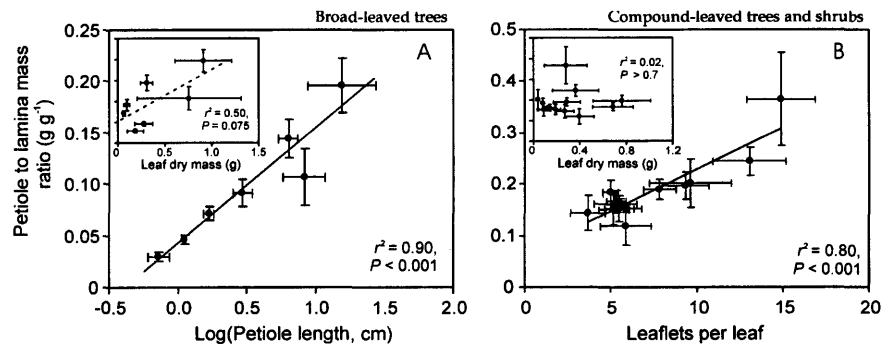 Broad-leaved trees
Compound-leaved trees and shrubs
Petiole to lamina mass
ratio (g g⁻¹)
0.25
0.20
0.15
0.10
0.05
0
-0.5
0.0
0.5
1.0
1.5
2.0
Log(Petiole length, cm)
A
r² = 0.90,
P < 0.001
0
0.5
1.0
1.5
Leaf dry mass (g)
r² = 0.50,
P = 0.075
0.5
0.4
0.3
0.2
0.1
0
0
5
10
15
20
Leaflets per leaf
B
r² = 0.80,
P < 0.001
0
0.4
0.8
1.2
Leaf dry mass (g)
r² = 0.02,
P > 0.7